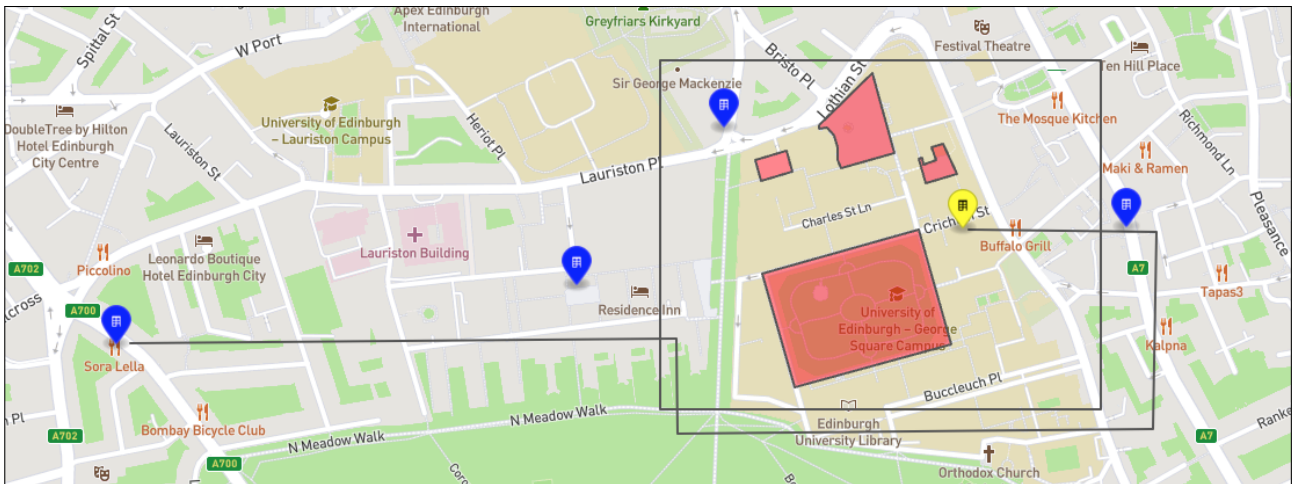 Spittal St
W Port
Apex Edinburgh
International
Greyfriars Kirkyard
Bristo Pl
Lothian St
Festival Theatre
Ten Hill Place
Sir George Mackenzie
DoubleTree by Hilton
Hotel Edinburgh
City Centre
University of Edinburgh
– Lauriston Campus
Heriot Pl
The Mosque Kitchen
Richmond Ln
Lauriston St
Lauriston Pl
Maki & Ramen
Pleasance
Charles St Ln
Crich
St
Piccolino
Leonardo Boutique
Hotel Edinburgh City
Lauriston Building
Buffalo Grill
A702
A7
Tapas3
A700
Residence Inn
University of
Edinburgh – George
Square Campus
Kalpna
Sora Lella
Buccleuch Pl
Bombay Bicycle Club
N Meadow Walk
N Meadow Walk
Edinburgh
University Library
A702
A700
A7
Orthodox Church